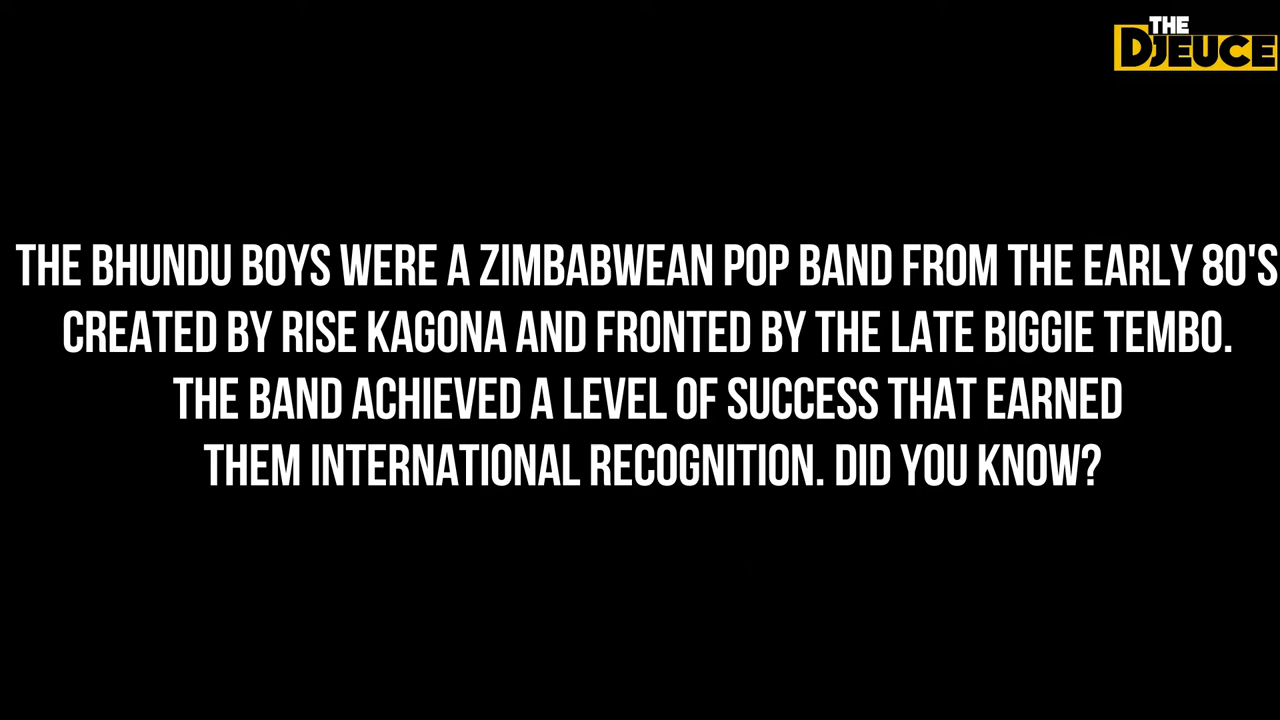 THE
DJEUCE
THE BHUNDU BOYS WERE A ZIMBABWEAN POP BAND FROM THE EARLY 80'S
CREATED BY RISE KAGONA AND FRONTED BY THE LATE BIGGIE TEMBO.
THE BAND ACHIEVED A LEVEL OF SUCCESS THAT EARNED
THEM INTERNATIONAL RECOGNITION. DID YOU KNOW?